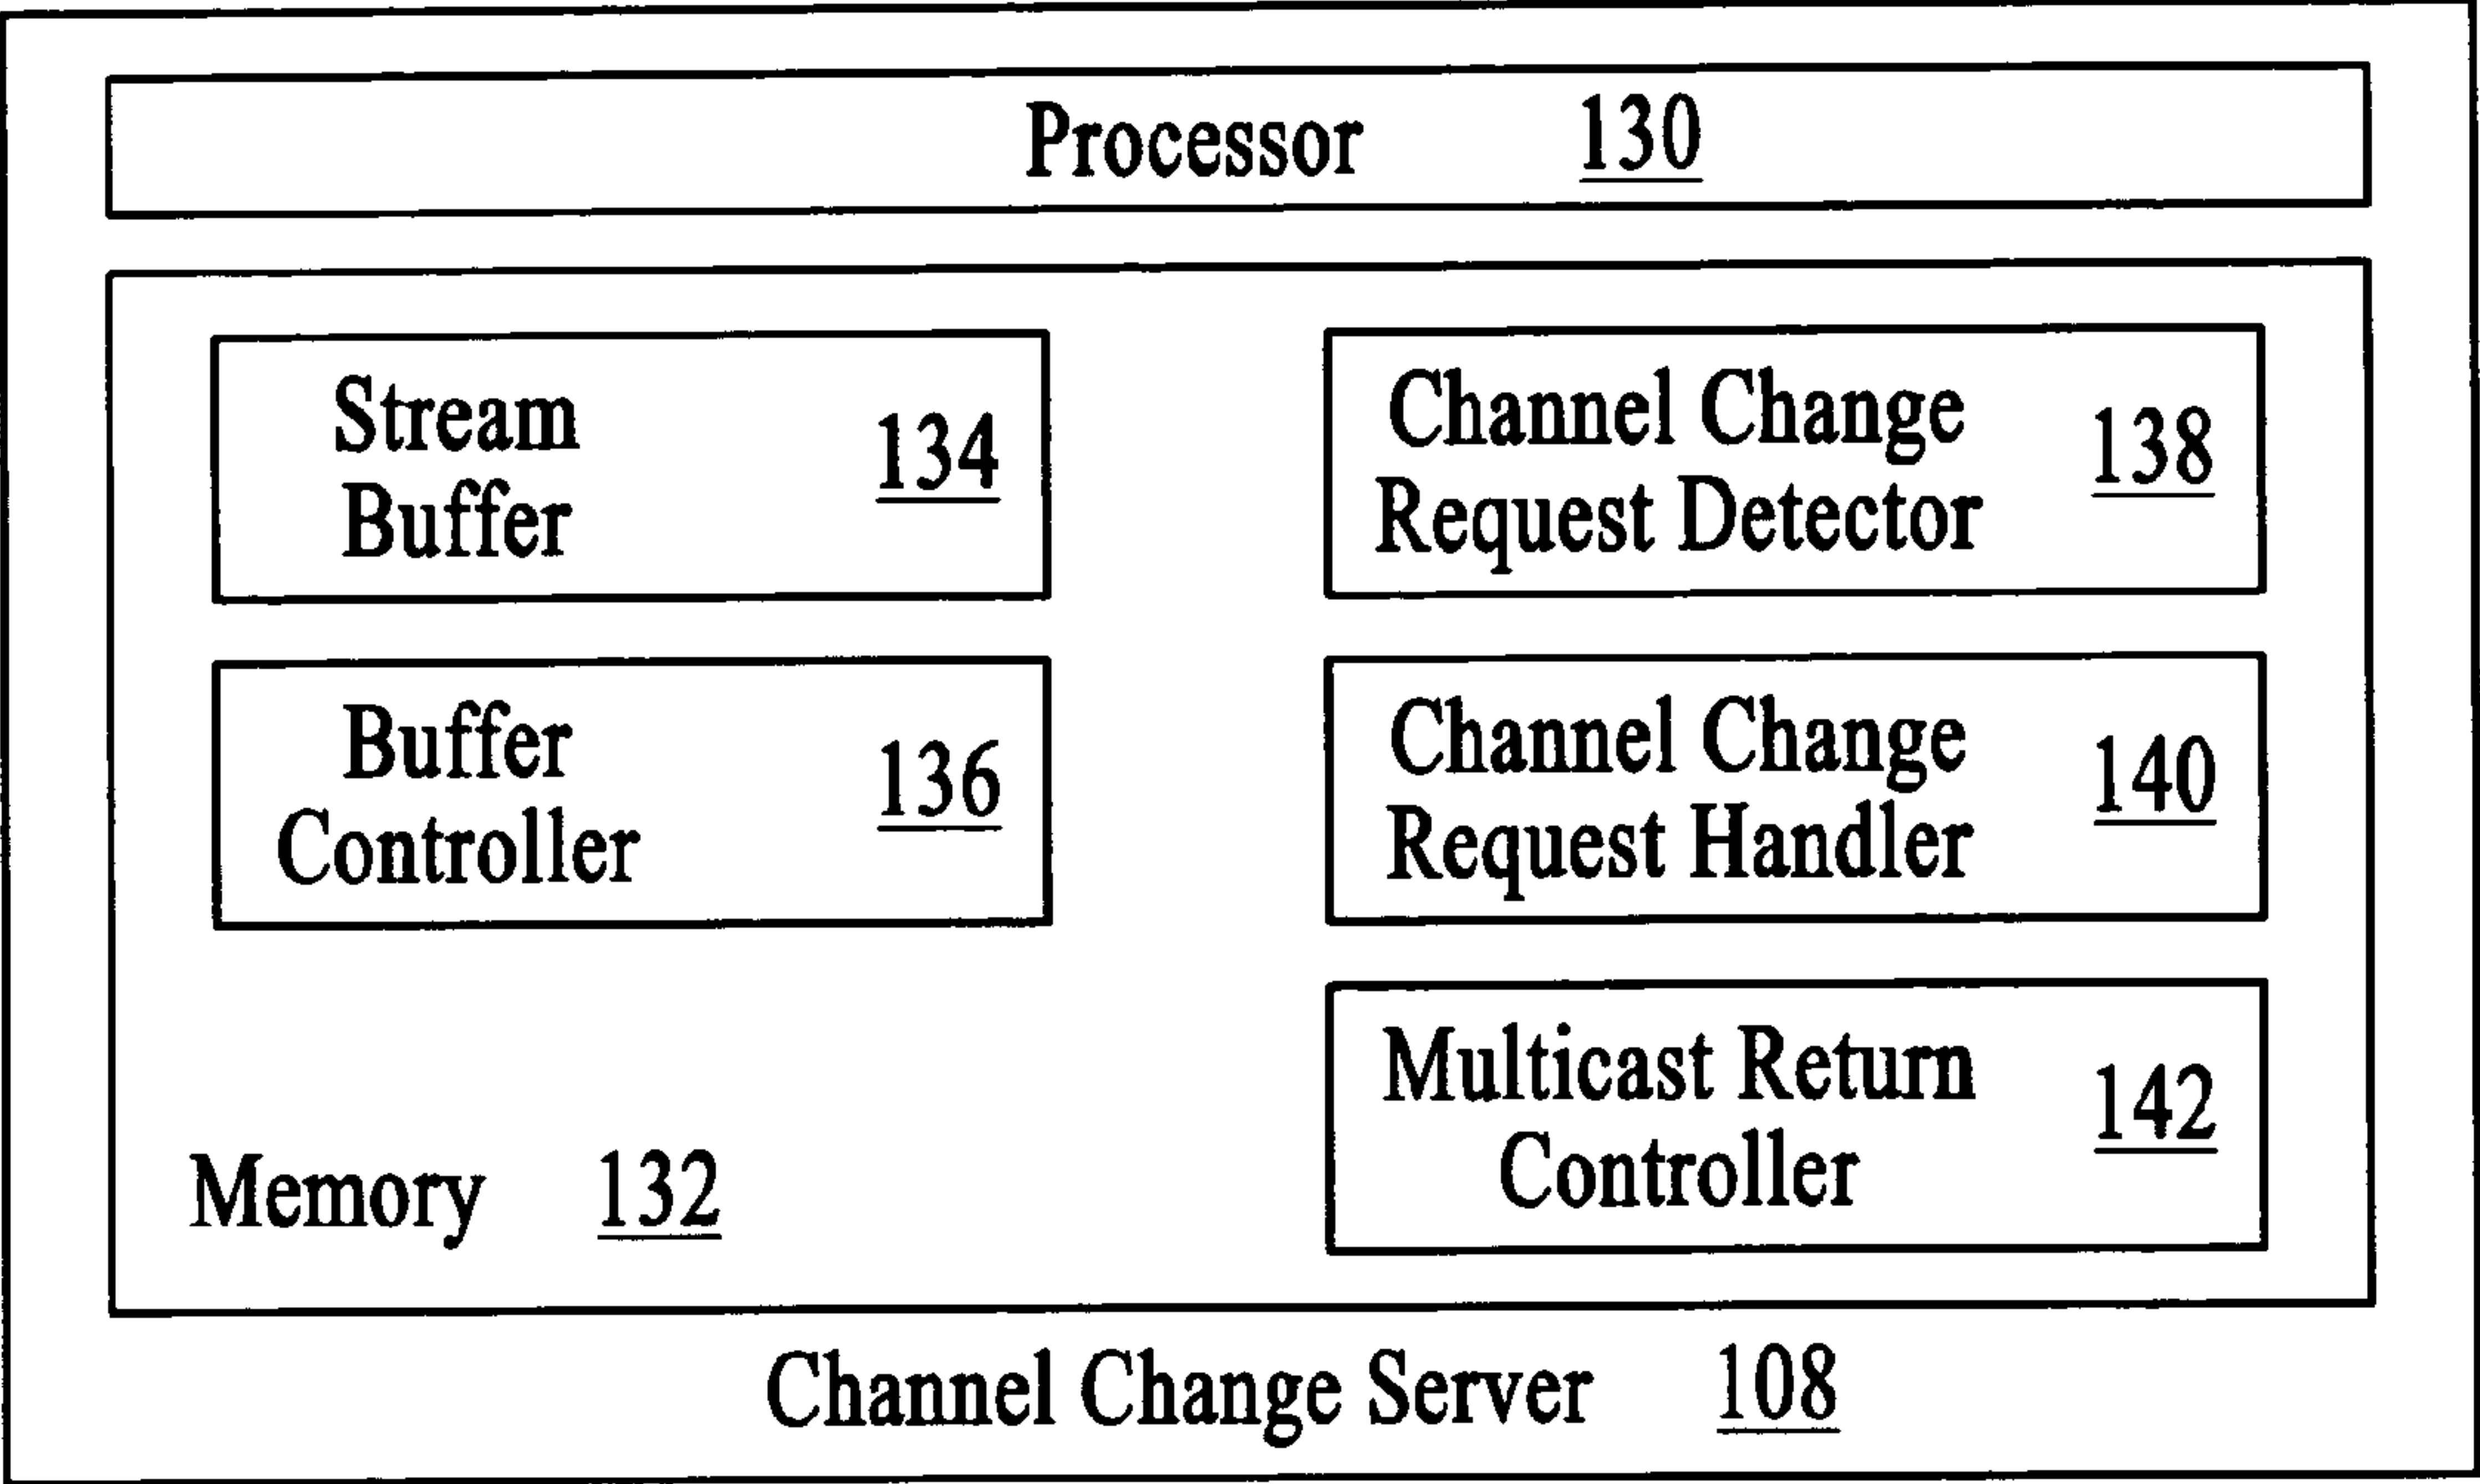 Processor 130
Stream
Buffer
134
Channel Change
Request Detector
138
Buffer
Controller
136
Channel Change
Request Handler
140
Multicast Return
Controller
142
Memory 132
Channel Change Server 108